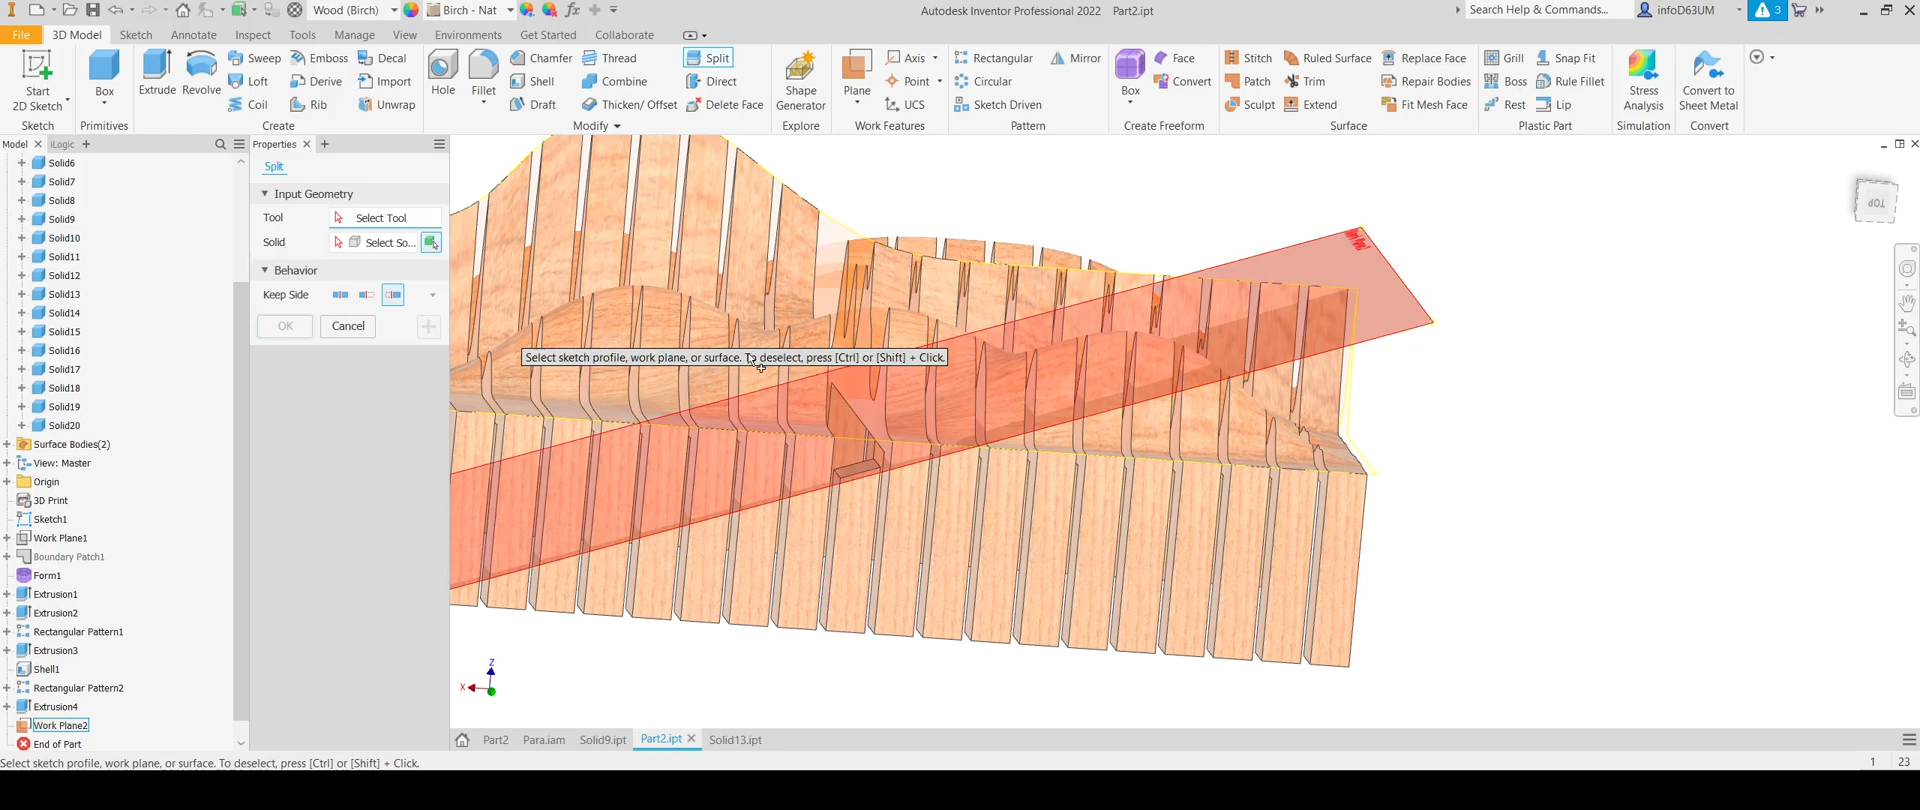 Wood (Birch)
Birch - Nat
Autodesk Inventor Professional 2022 Part2.ipt
Search Help & Commands...
infoD63UM
3
File
3D Model
Sketch
Annotate
Inspect
Tools
Manage
View
Environments
Get Started
Collaborate
Start
2D Sketch
Sketch
Box
Primitives
Extrude
Revolve
Sweep
Loft
Coil
Emboss
Derive
Rib
Decal
Import
Unwrap
Create
Hole
Fillet
Chamfer
Shell
Draft
Thread
Combine
Thicken/ Offset
Split
Direct
Delete Face
Modify
Shape
Generator
Explore
Plane
Axis
Point
UCS
Work Features
Rectangular
Circular
Sketch Driven
Mirror
Pattern
Box
Face
Convert
Create Freeform
Stitch
Patch
Sculpt
Ruled Surface
Trim
Extend
Replace Face
Repair Bodies
Fit Mesh Face
Surface
Grill
Boss
Rest
Snap Fit
Rule Fillet
Lip
Plastic Part
Stress
Analysis
Simulation
Convert to
Sheet Metal
Convert
Model
iLogic
Solid6
Solid7
Solid8
Solid9
Solid10
Solid11
Solid12
Solid13
Solid14
Solid15
Solid16
Solid17
Solid18
Solid19
Solid20
Surface Bodies(2)
View: Master
Origin
3D Print
Sketch1
Work Plane1
Boundary Patch1
Form1
Extrusion1
Extrusion2
Rectangular Pattern1
Extrusion3
Shell1
Rectangular Pattern2
Extrusion4
Work Plane2
End of Part
Properties
Split
Input Geometry
Tool
Select Tool
Solid
Select So...
Behavior
Keep Side
OK
Cancel
Select sketch profile, work plane, or surface. To deselect, press [Ctrl] or [Shift] + Click.
TOP
Z
X
Part2
Para.iam
Solid9.ipt
Part2.ipt
Solid13.ipt
Select sketch profile, work plane, or surface. To deselect, press [Ctrl] or [Shift] + Click.
1
23